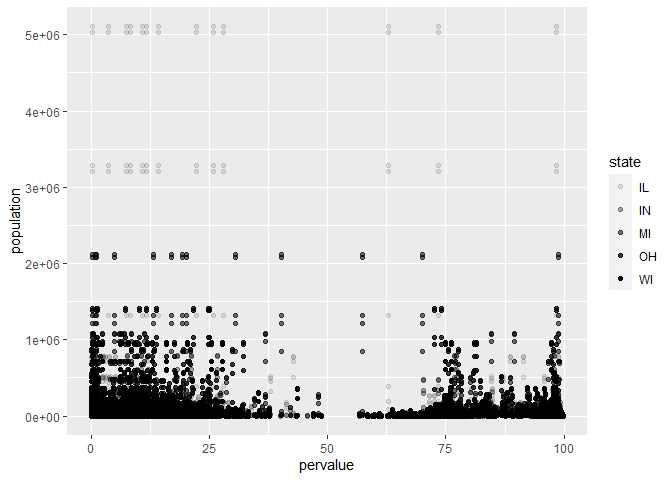 5e+06
4e+06
3e+06
2e+06
1e+06
0e+00
population
0
25
50
75
100
pervalue
state
IL
IN
MI
OH
WI